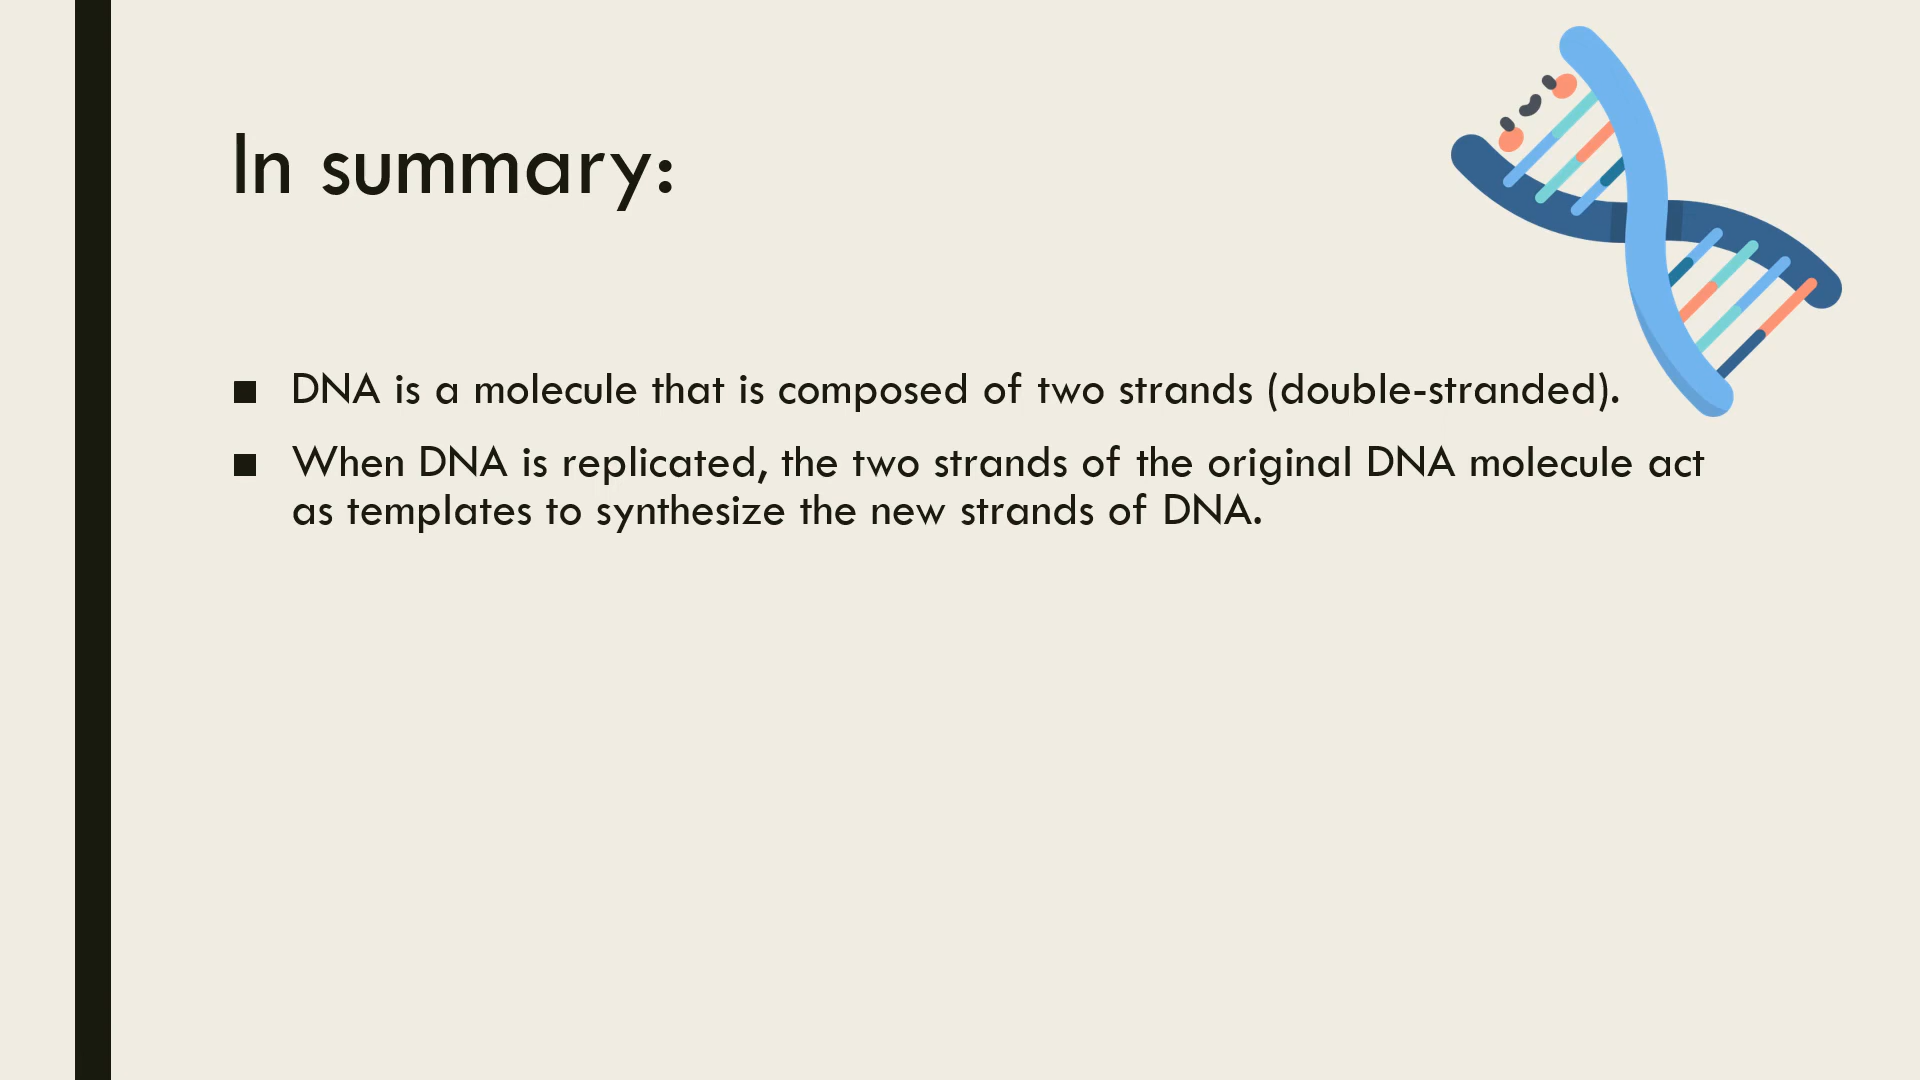 In summary:
■ DNA is a molecule that is composed of two strands (double-stranded).
■ When DNA is replicated, the two strands of the original DNA molecule act
as templates to synthesize the new strands of DNA.